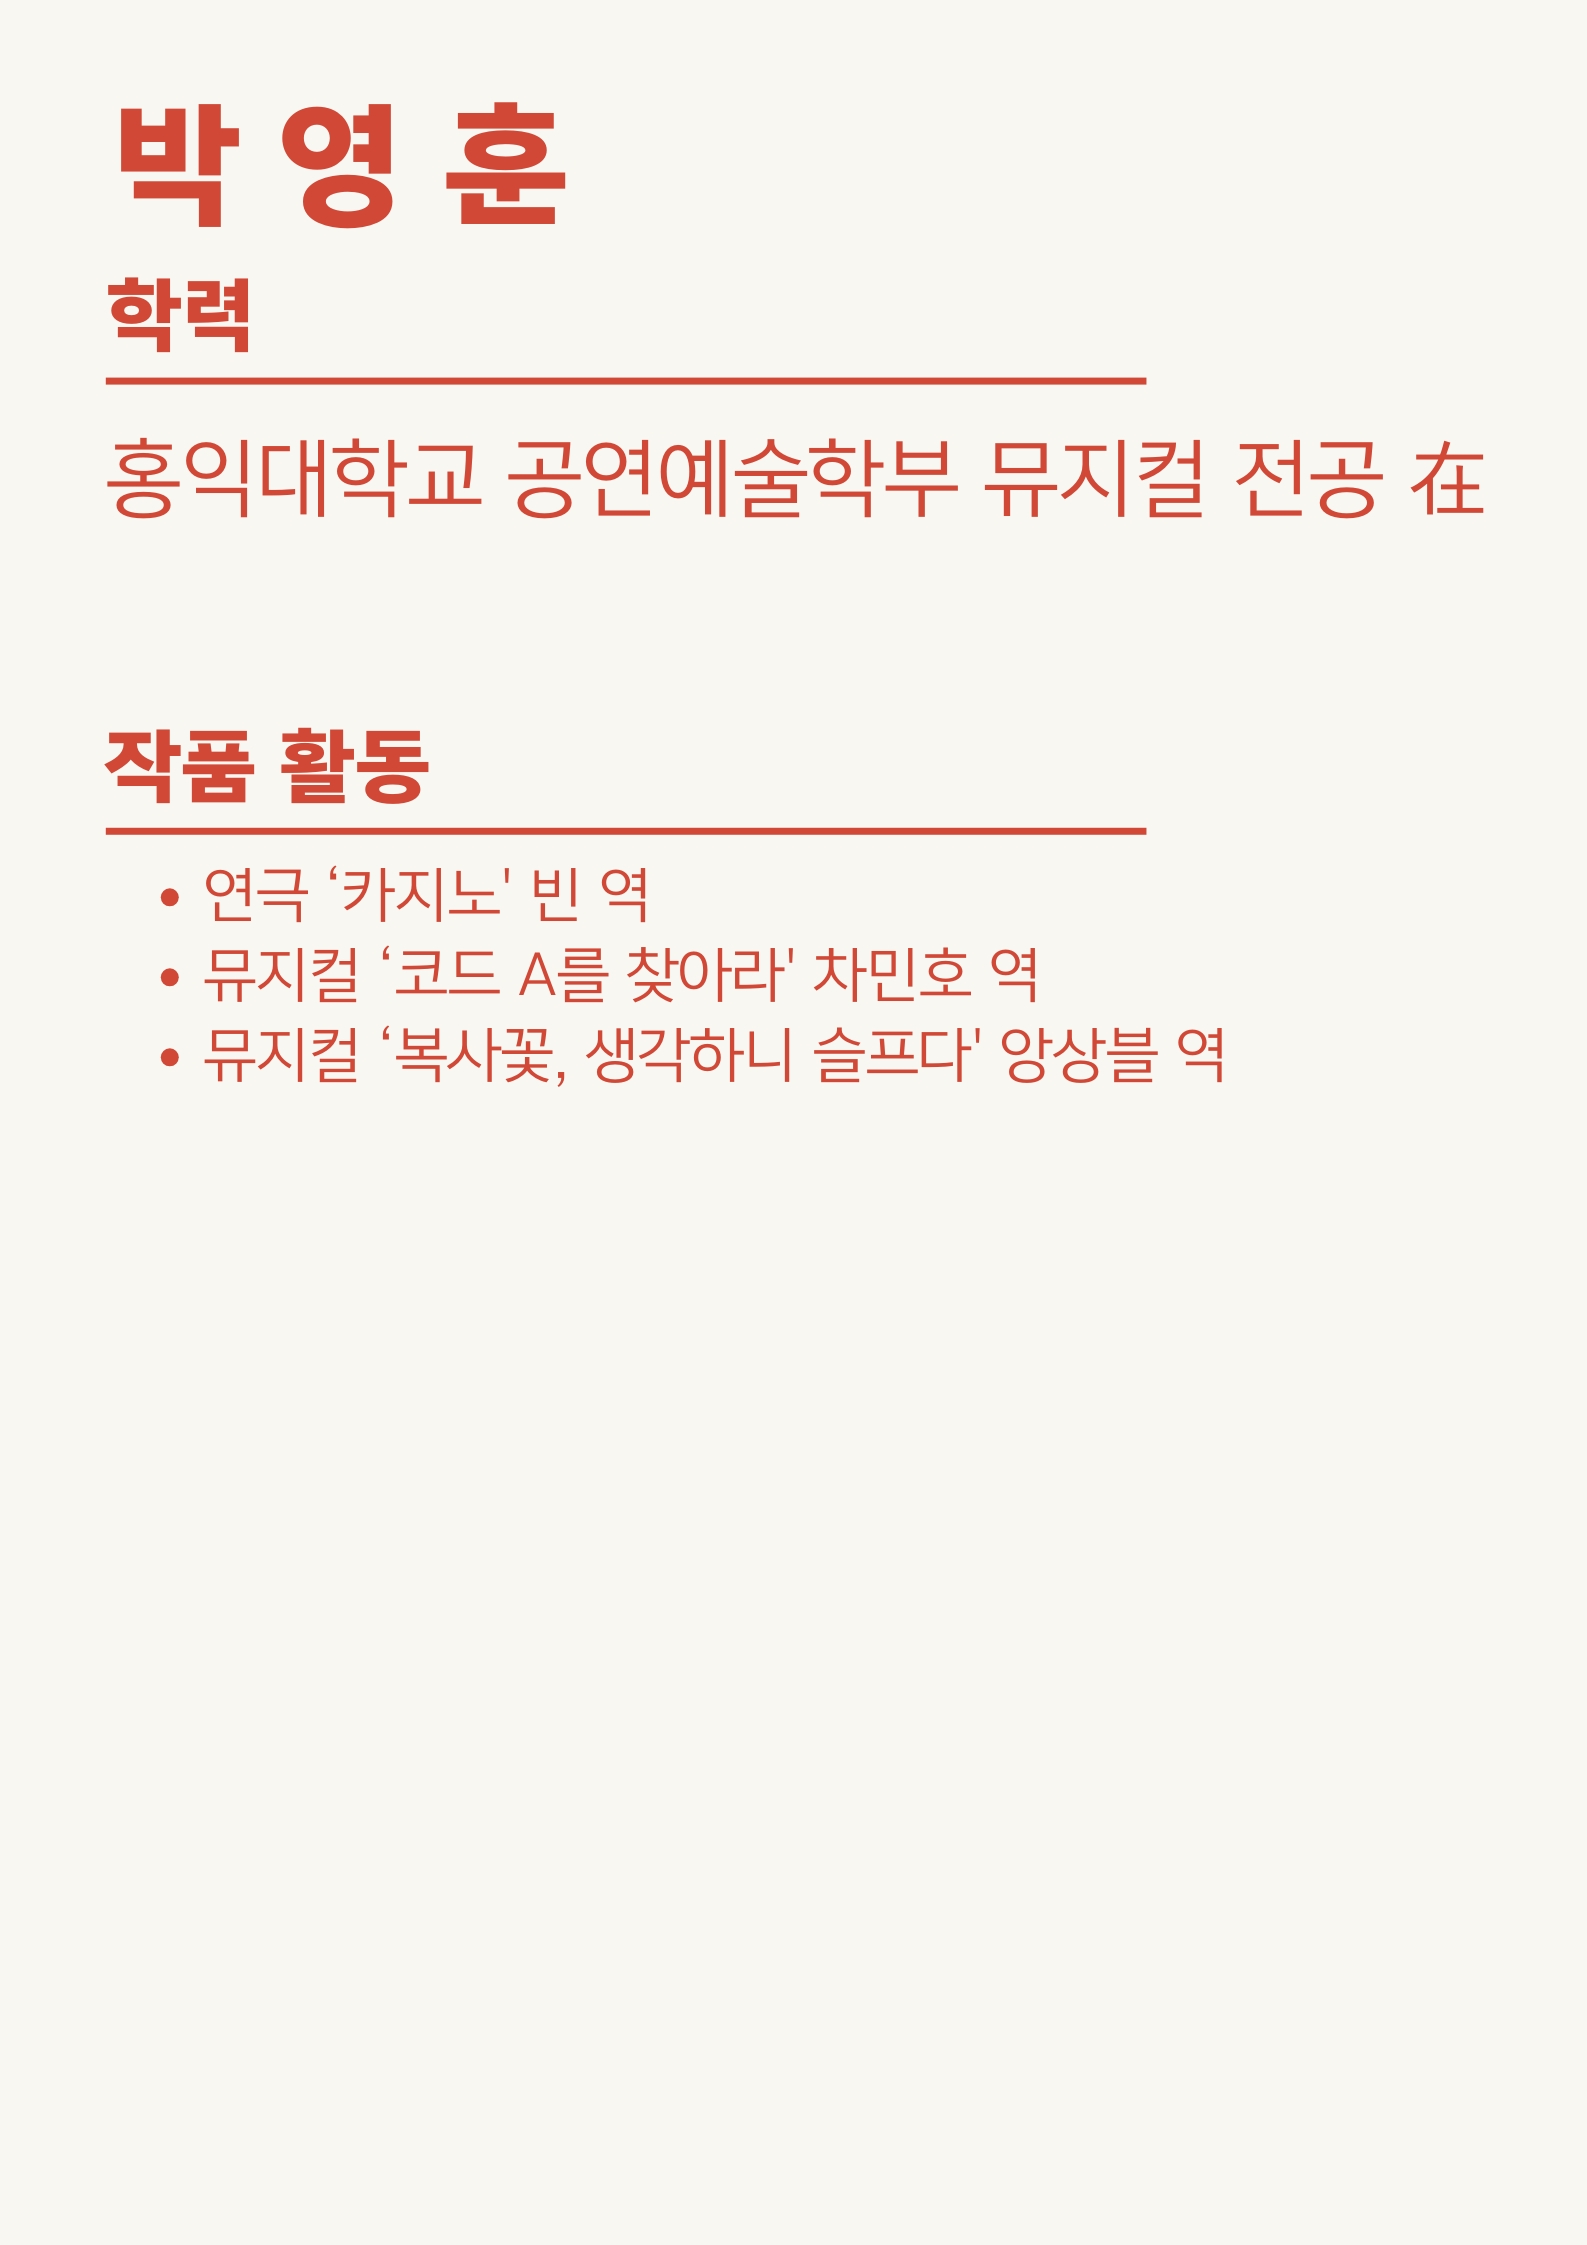 박영훈
학력
홍익대학교 공연예술학부 뮤지컬 전공 在
작품 활동
• 연극 ‘카지노' 빈 역
• 뮤지컬 ‘코드 A를 찾아라' 차민호 역
• 뮤지컬 ‘복사꽃, 생각하니 슬프다' 앙상블 역